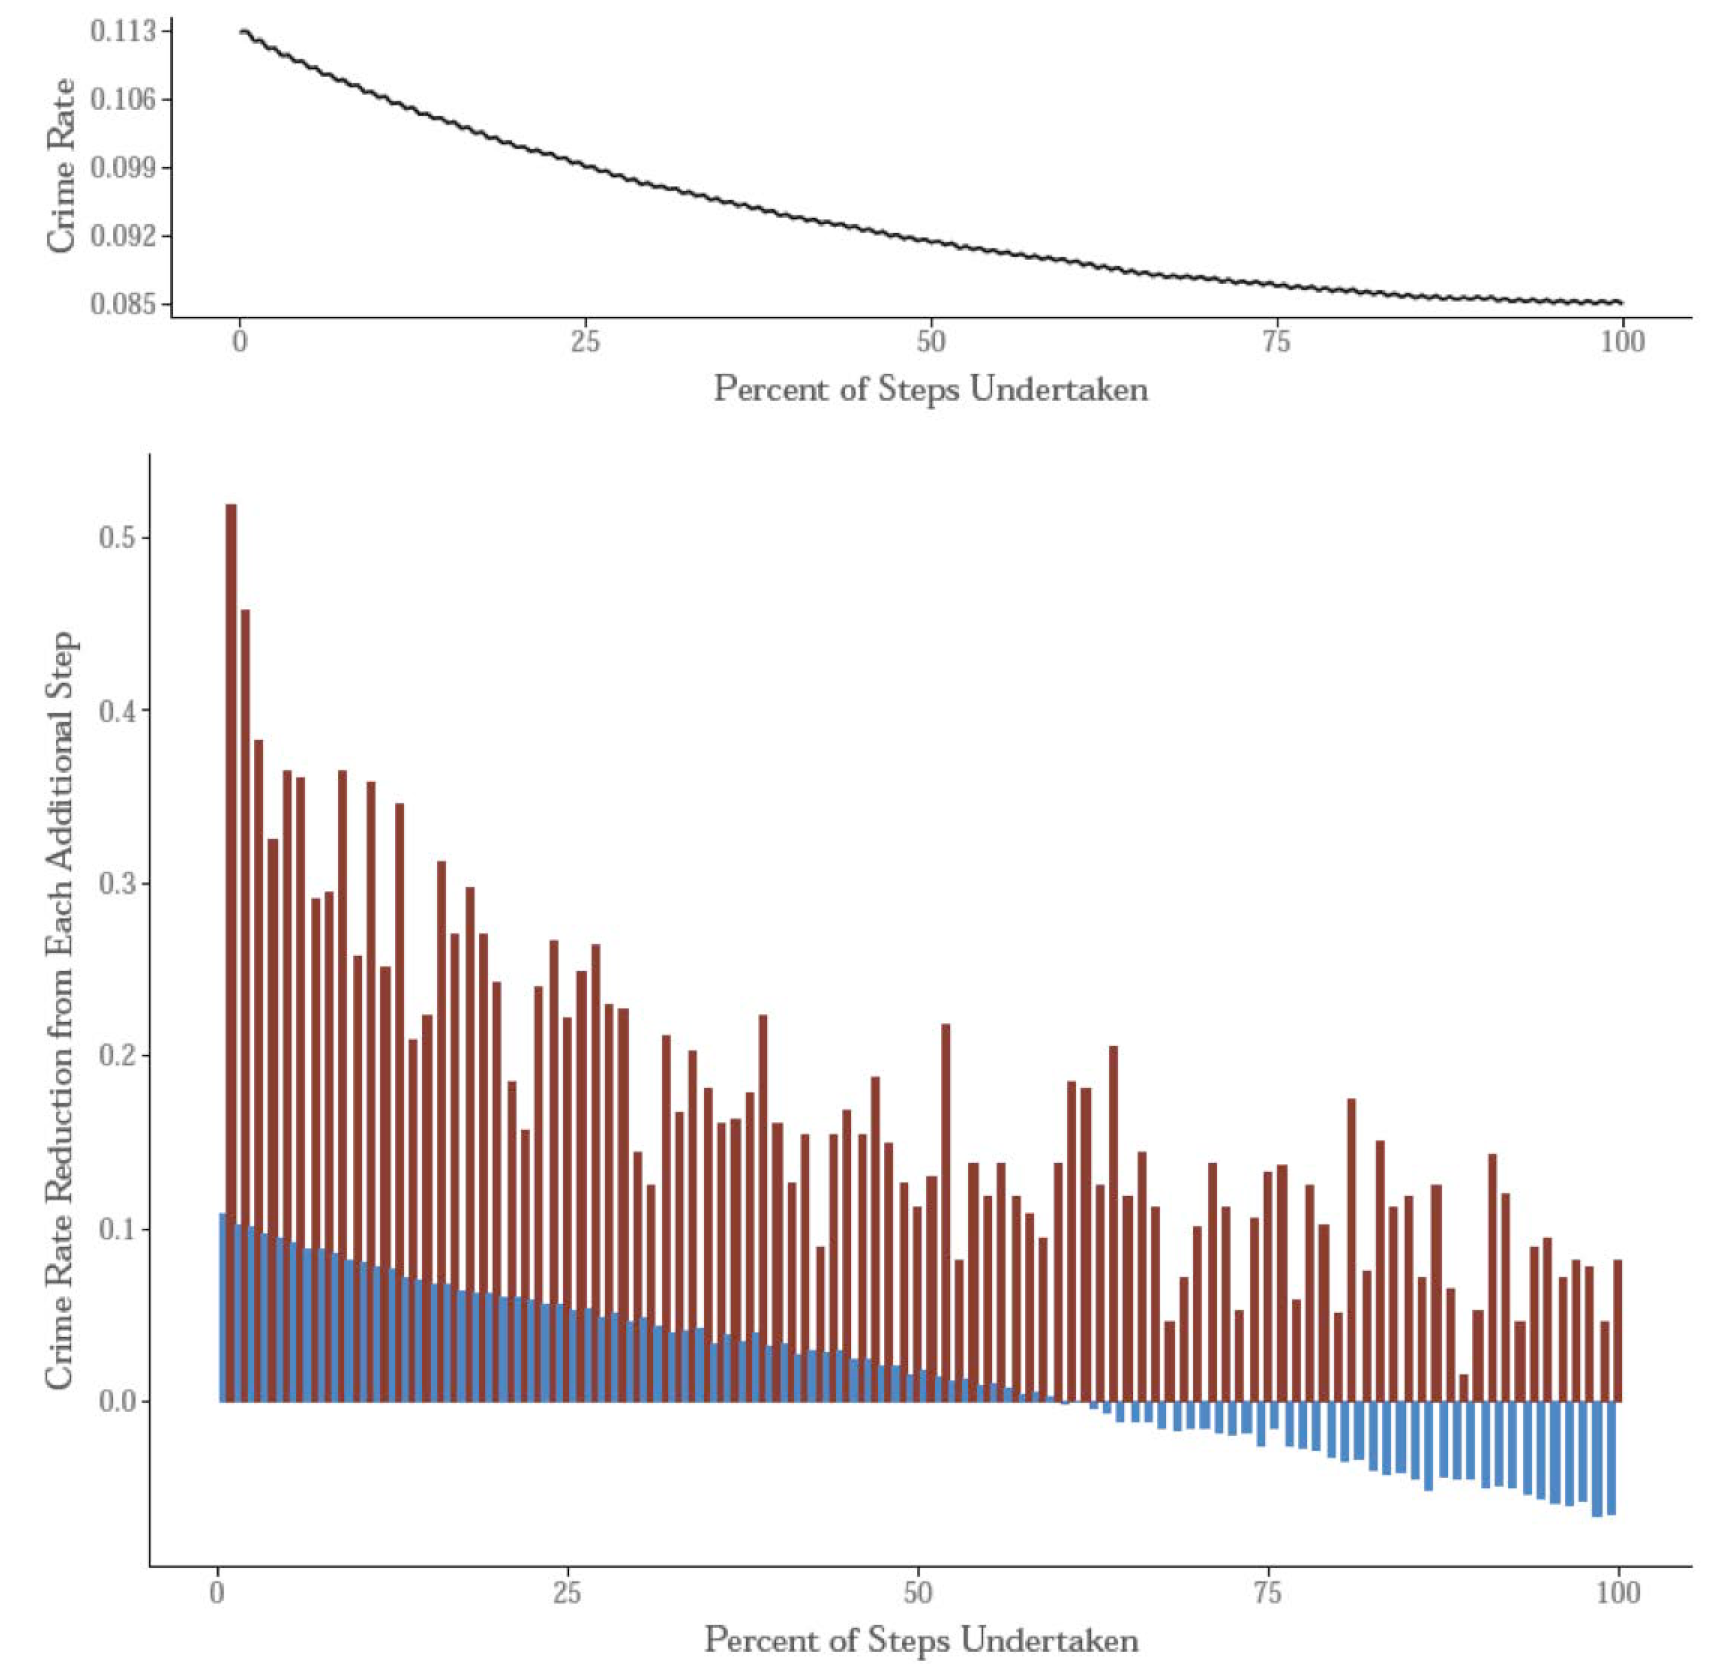 0.113
0.106
0.099
0.092
0.085
Crime Rate
0 25 50 75 100
Percent of Steps Undertaken
0.5
0.4
0.3
0.2
0.1
0.0
Crime Rate Reduction from Each Additional Step
0 25 50 75 100
Percent of Steps Undertaken